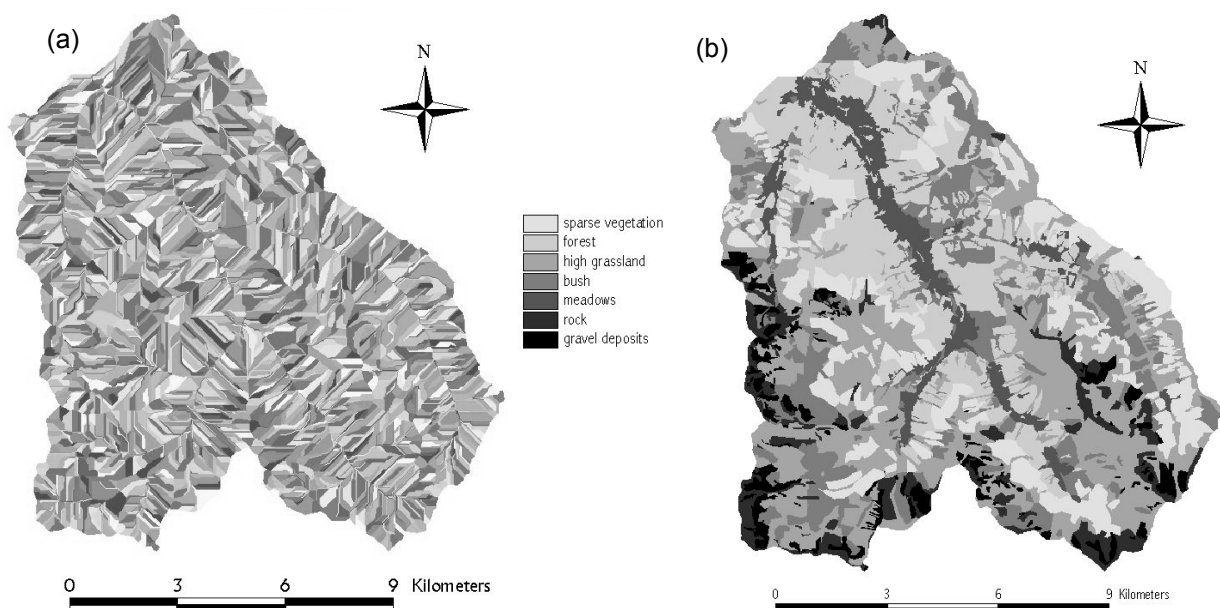 (a)
N
0 3 6 9 Kilometers
sparse vegetation
forest
high grassland
bush
meadows
rock
gravel deposits
(b)
N
0 3 6 9 Kilometers